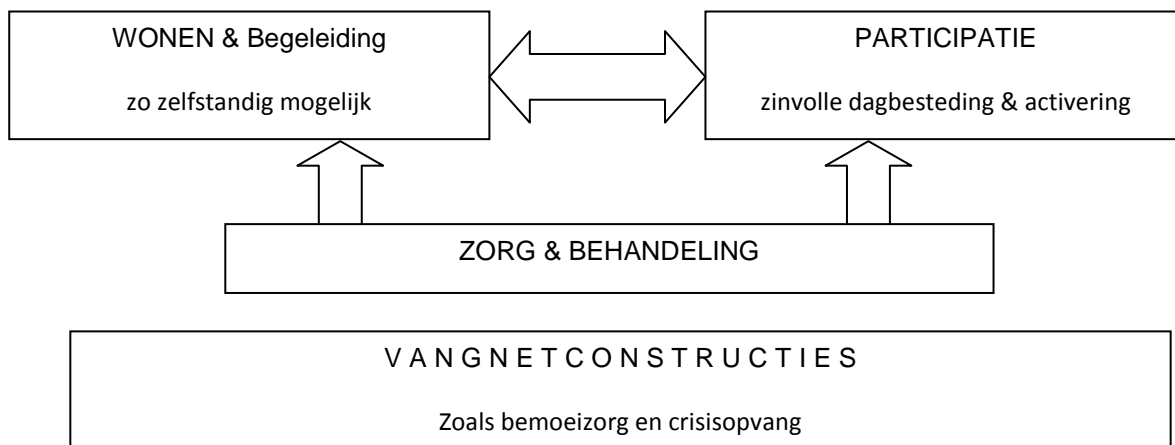 WONEN & Begeleiding
zo zelfstandig mogelijk
PARTICIPATIE
zinvolle dagbesteding & activering
ZORG & BEHANDELING
V A N G N E T C O N S T R U C T I E S
Zoals bemoeizorg en crisisopvang